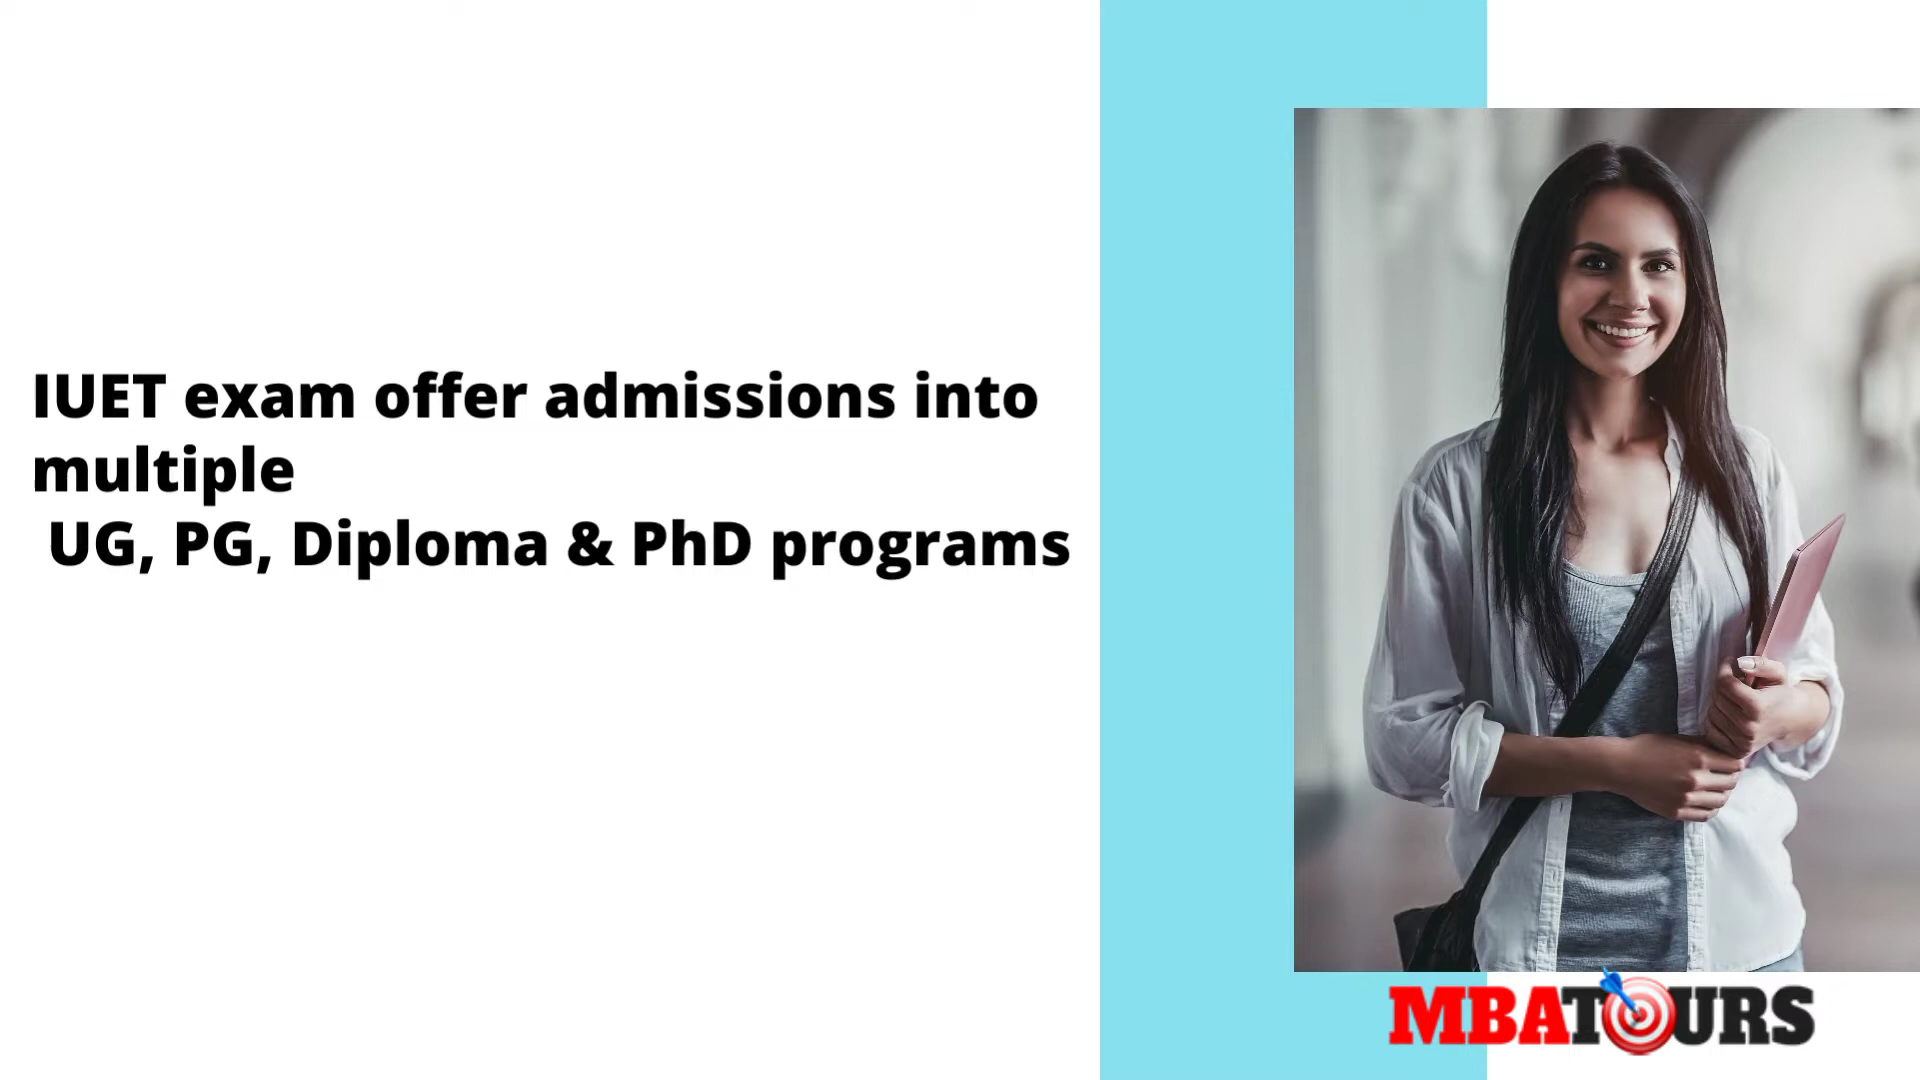 IUET exam offer admissions into
multiple
UG, PG, Diploma & PhD programs
MBATOURS